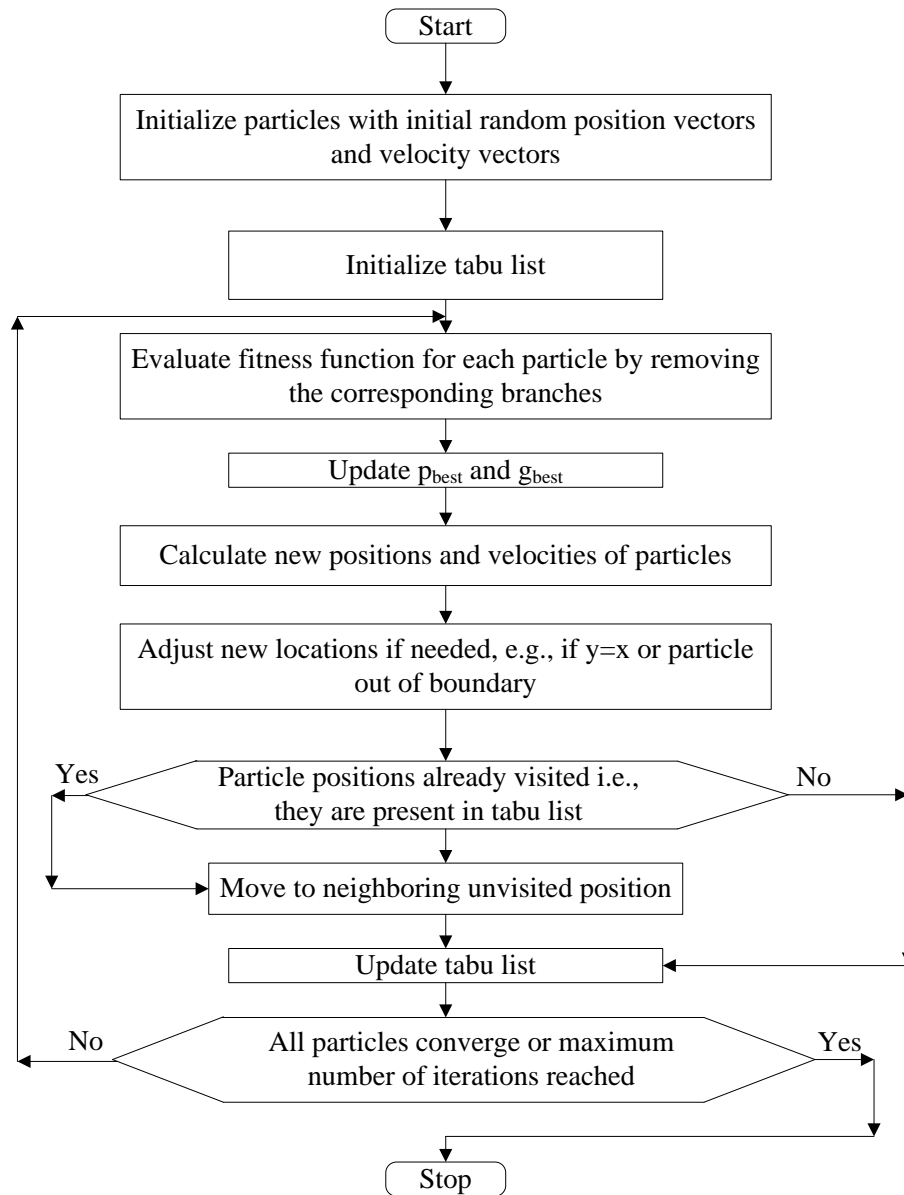 Start
Initialize particles with initial random position vectors
and velocity vectors
Initialize tabu list
Evaluate fitness function for each particle by removing
the corresponding branches
Update pbest and gbest
Calculate new positions and velocities of particles
Adjust new locations if needed, e.g., if y=x or particle
out of boundary
Yes
Particle positions already visited i.e.,
they are present in tabu list
No
Move to neighboring unvisited position
Update tabu list
No
All particles converge or maximum
number of iterations reached
Yes
Stop